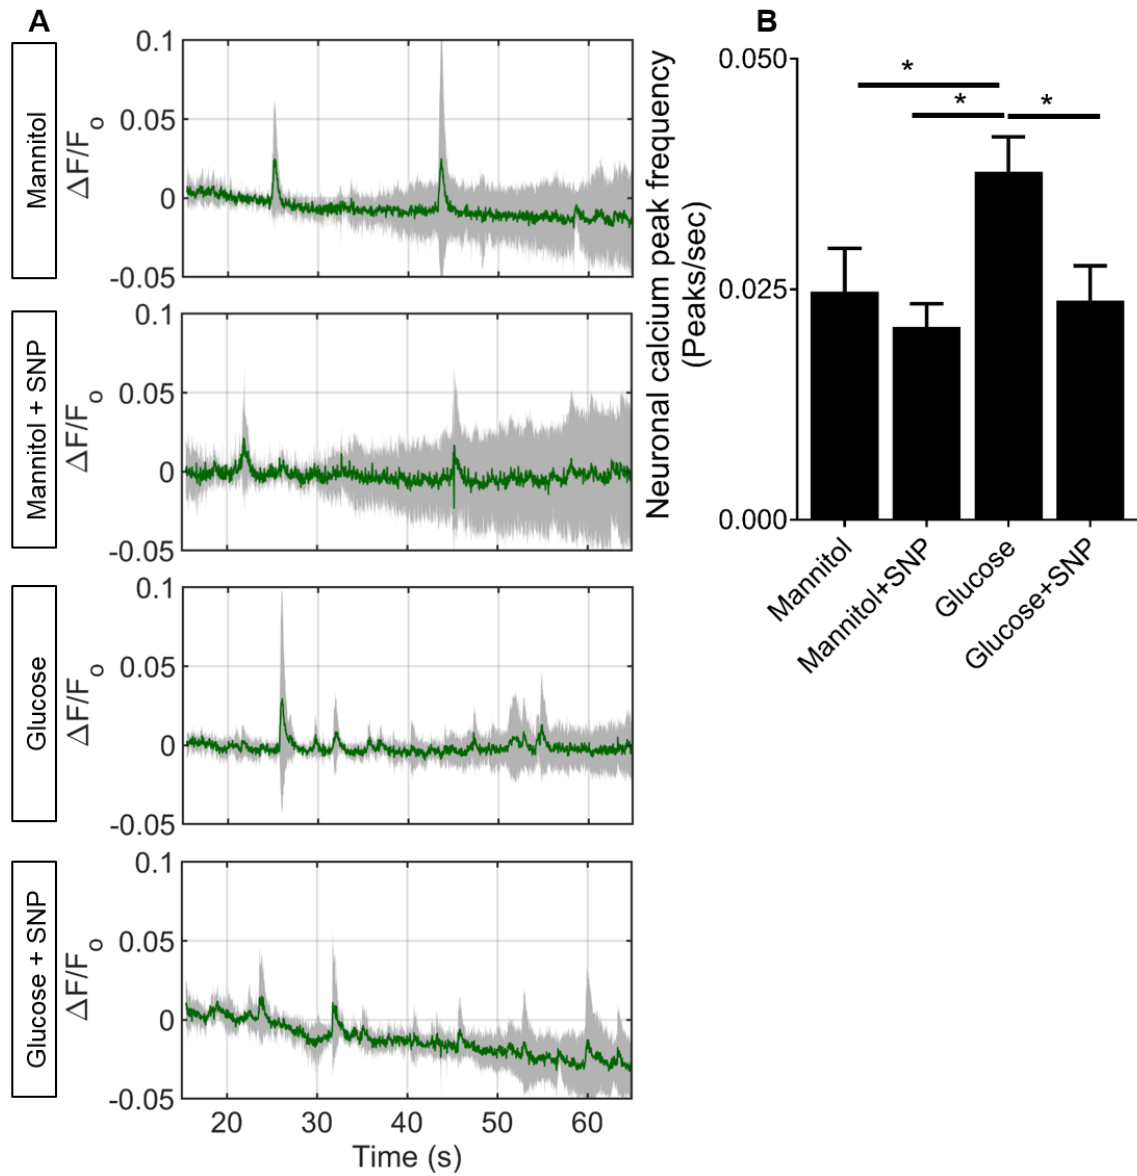 A
Mannitol
ΔF/Fo
0.1
0.05
0
-0.05
Mannitol + SNP
ΔF/Fo
0.1
0.05
0
-0.05
Glucose
ΔF/Fo
0.1
0.05
0
-0.05
Glucose + SNP
ΔF/Fo
0.1
0.05
0
-0.05
20 30 40 50 60
Time (s)
B
Neuronal calcium peak frequency
(Peaks/sec)
0.050
0.025
0.000
*
* *
Mannitol
Mannitol+SNP
Glucose
Glucose+SNP